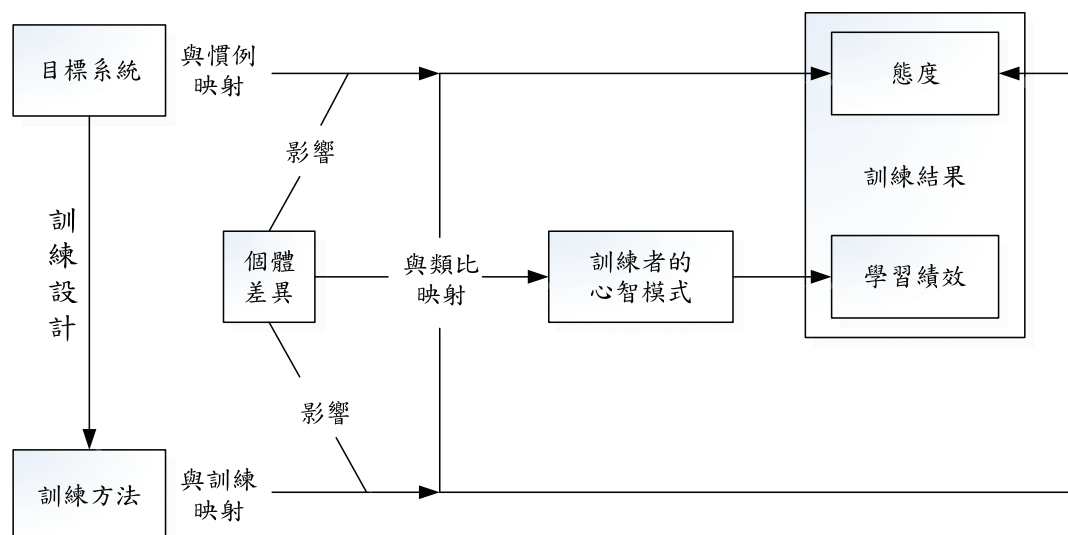 目標系統
與慣例
映射
態度
影響
訓練結果
訓
練
設
計
個體
差異
與類比
映射
訓練者的
心智模式
學習績效
影響
訓練方法
與訓練
映射